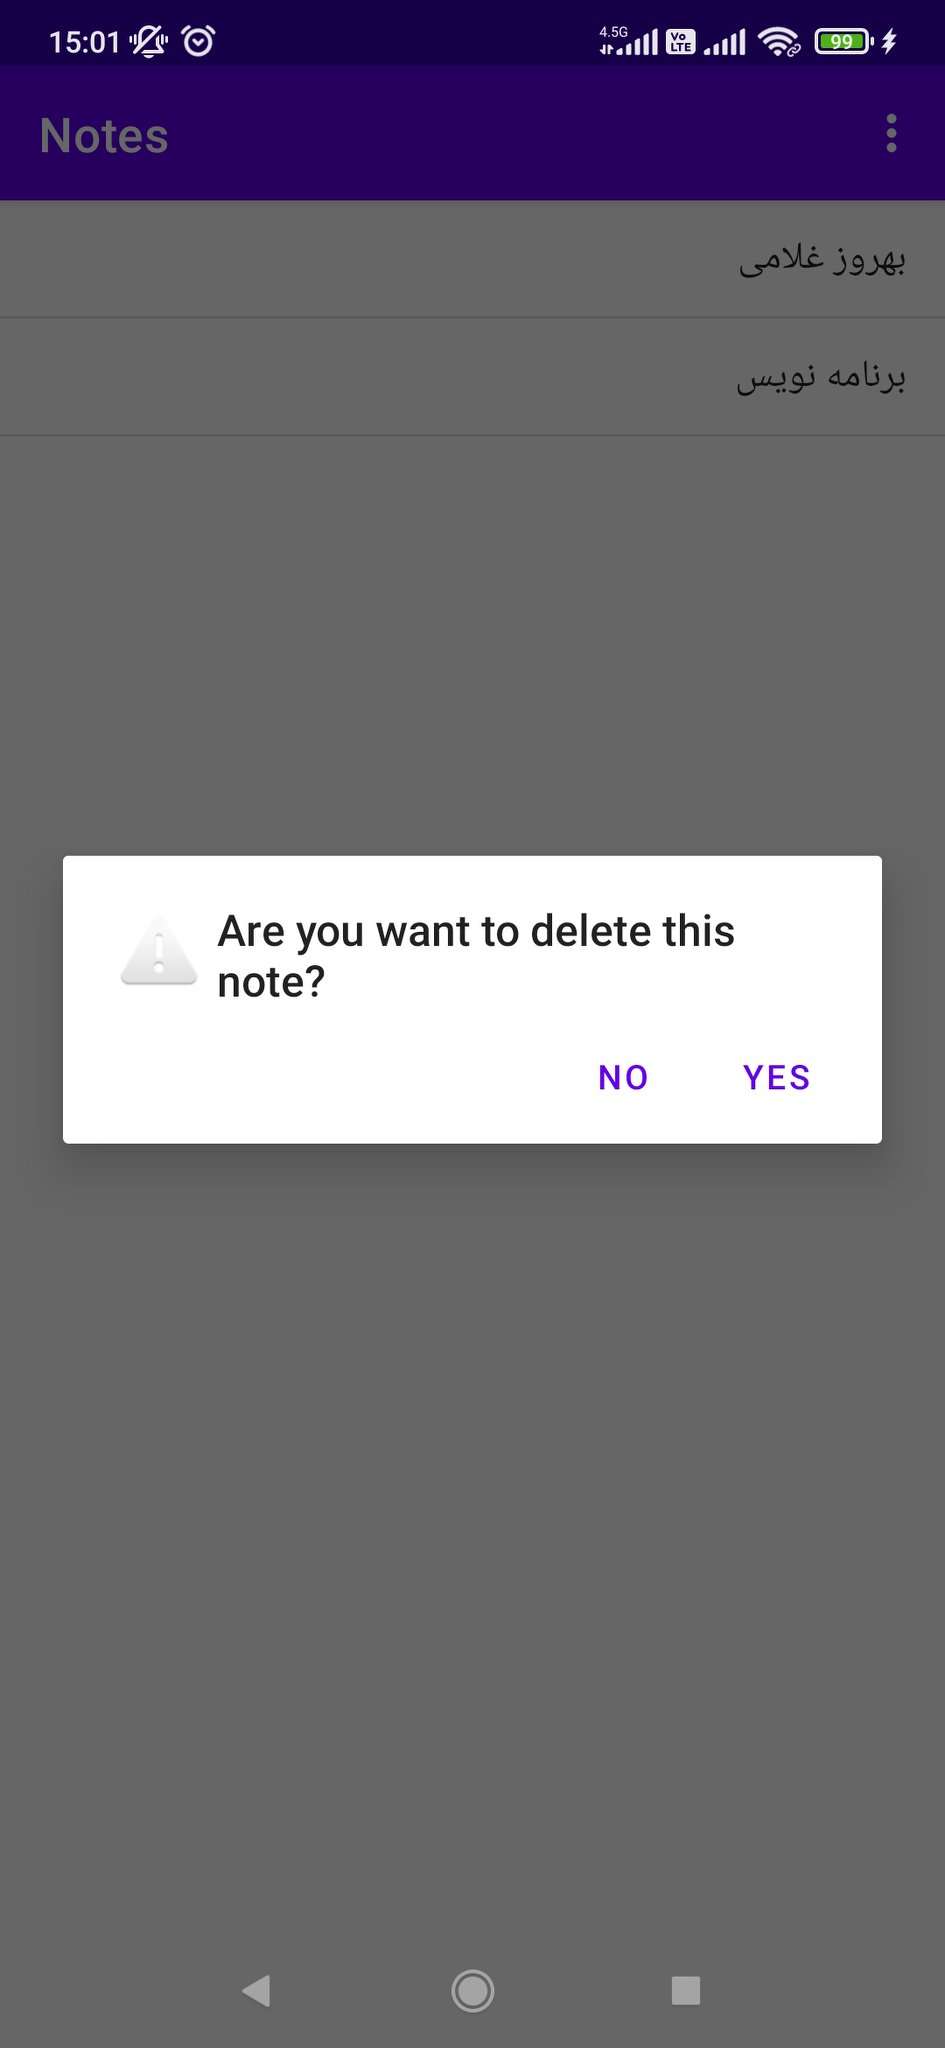 15:01
4.5G
Vo
LTE
99
Notes
بهروز غلامی
برنامه نویس
Are you want to delete this
note?
NO
YES